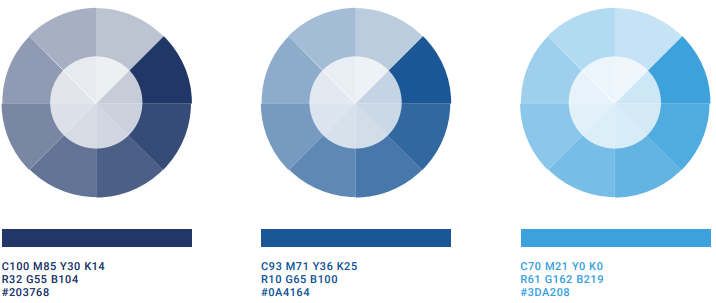 C100 M85 Y30 K14
R32 G55 B104
#203768
C93 M71 Y36 K25
R10 G65 B100
#0A4164
C70 M21 Y0 K0
R61 G162 B219
#3DA208